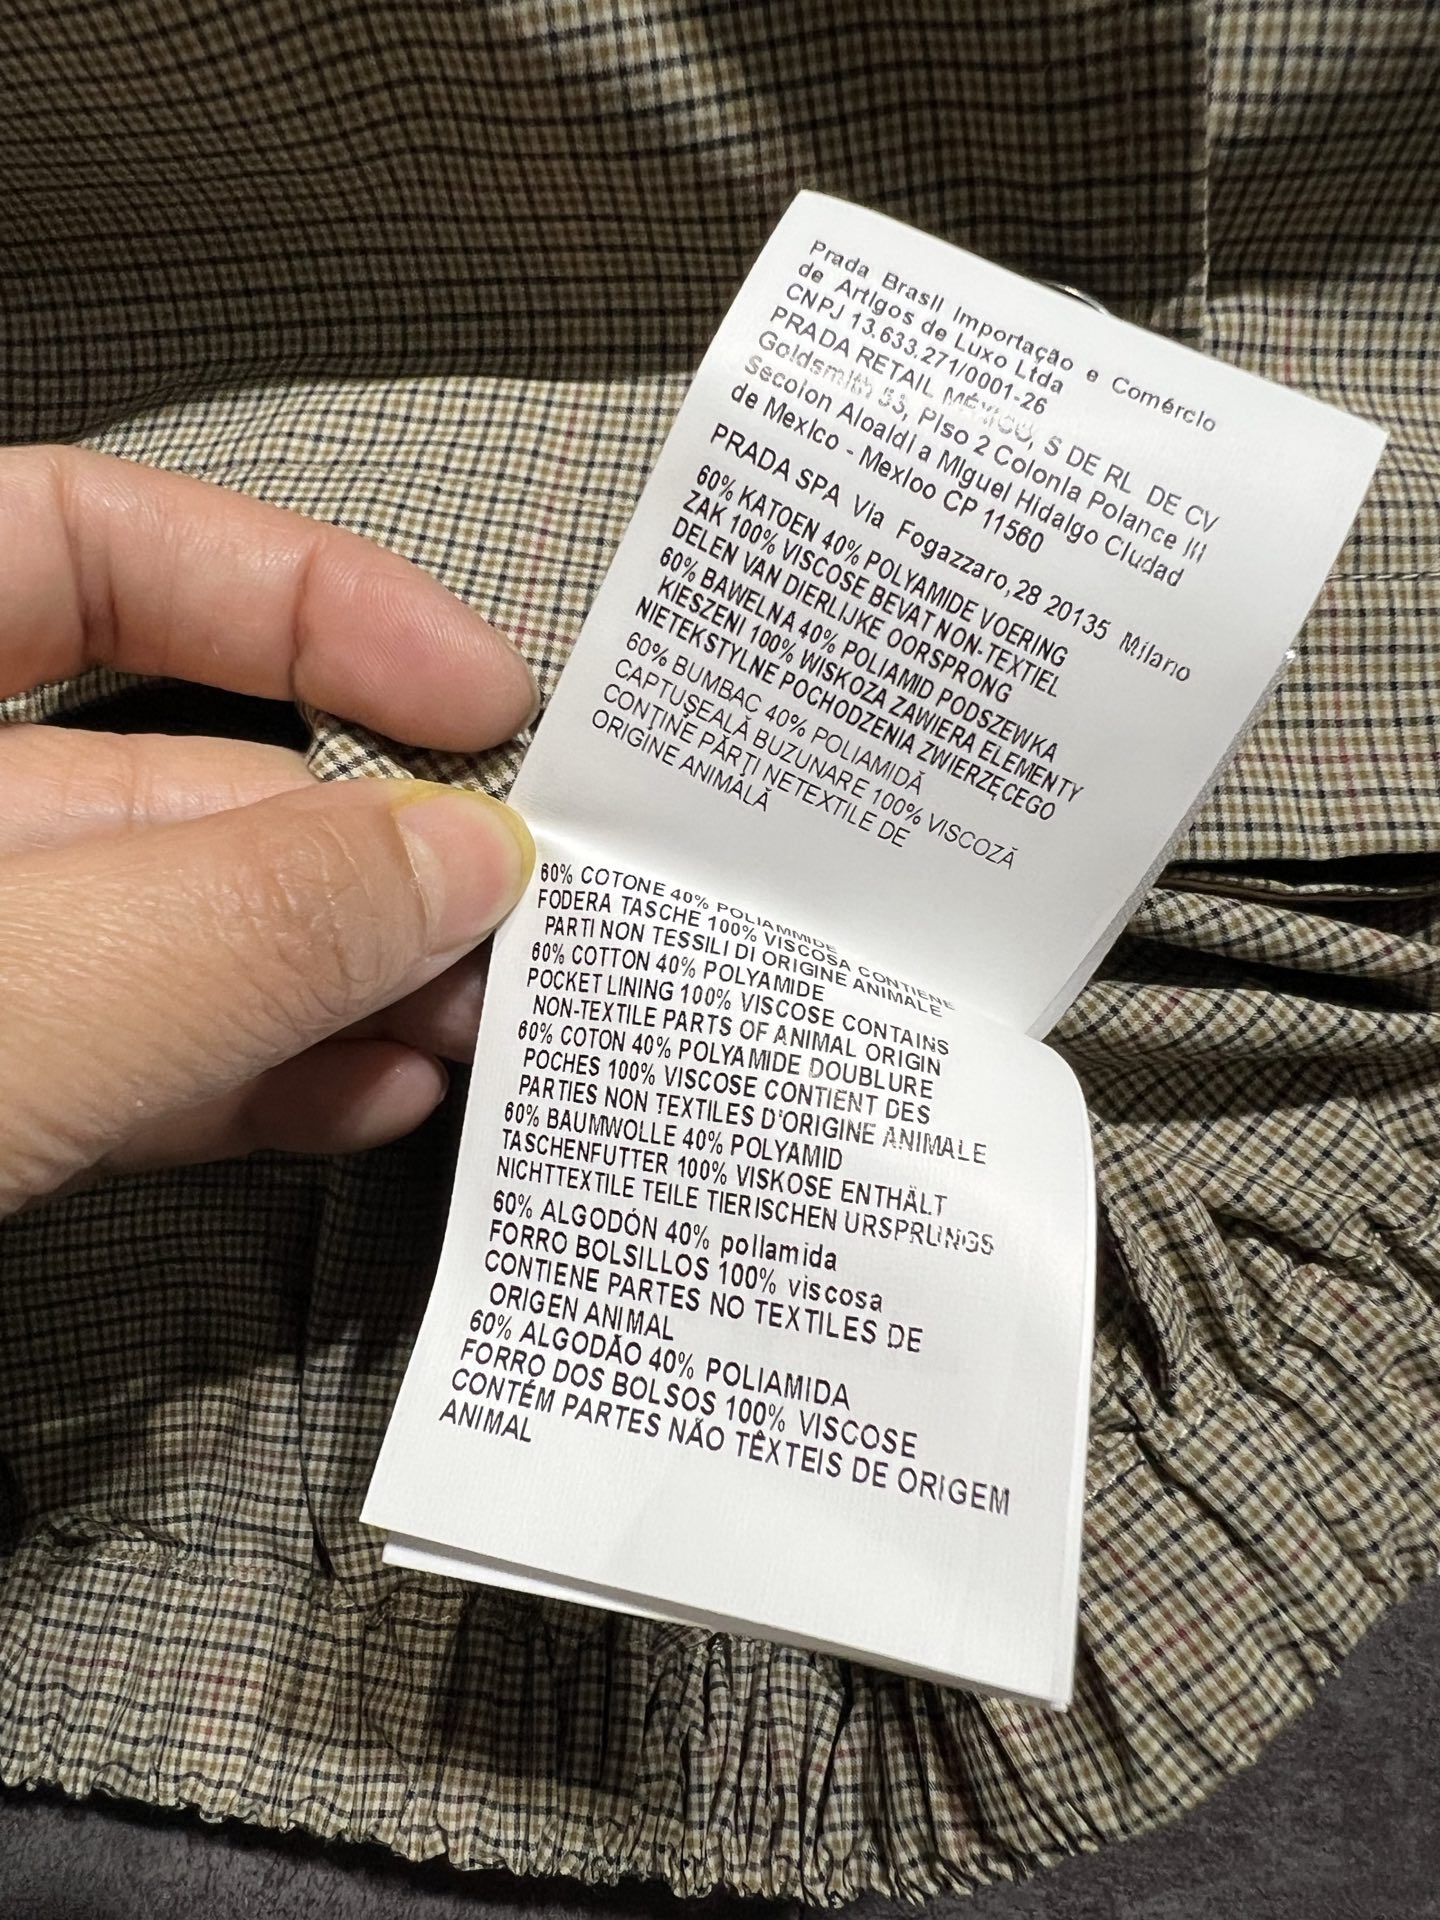 Prada Brasil Importação e Comércio
de Artigos de Luxo Ltda
CNPJ 13.633.271/0001-26
PRADA RETAIL MÉXICO, S DE RL DE CV
Goldsmith 53, Piso 2 Colonia Polance III
Secolon Aloaldi a Miguel Hidalgo Ciudad
de Mexico - Mexioo CP 11560
PRADA SPA Via Fogazzaro,28 20135 Milano
60% KATOEN 40% POLYAMIDE VOERING
ZAK 100% VISCOSE BEVAT NON-TEXTIEL
DELEN VAN DIERLIJKE OORSPRONG
60% BAWELNA 40% POLIAMID PODSZEWKA
KIESZENI 100% WISKOZA ZAWIERA ELEMENTY
NIETEKSTYLNE POCHODZENIA ZWIERZĘCEGO
60% BUMBAC 40% POLIAMIDĂ
CAPTUȘEALĂ BUZUNARE 100% VISCOZĂ
CONȚINE PĂRȚI NETEXTILE DE
ORIGINE ANIMALĂ
60% COTONE 40% POLIAMMIDE
FODERA TASCHE 100% VISCOSA CONTIENE
PARTI NON TESSILI DI ORIGINE ANIMALE
60% COTTON 40% POLYAMIDE
POCKET LINING 100% VISCOSE CONTAINS
NON-TEXTILE PARTS OF ANIMAL ORIGIN
60% COTON 40% POLYAMIDE DOUBLURE
POCHES 100% VISCOSE CONTIENT DES
PARTIES NON TEXTILES D'ORIGINE ANIMALE
60% BAUMWOLLE 40% POLYAMID
TASCHENFUTTER 100% VISKOSE ENTHÄLT
NICHTTEXTILE TEILE TIERISCHEN URSPRUNGS
60% ALGODÓN 40% pollamida
FORRO BOLSILLOS 100% viscosa
CONTIENE PARTES NO TEXTILES DE
ORIGEN ANIMAL
60% ALGODÃO 40% POLIAMIDA
FORRO DOS BOLSOS 100% VISCOSE
CONTÉM PARTES NÃO TÊXTEIS DE ORIGEM
ANIMAL